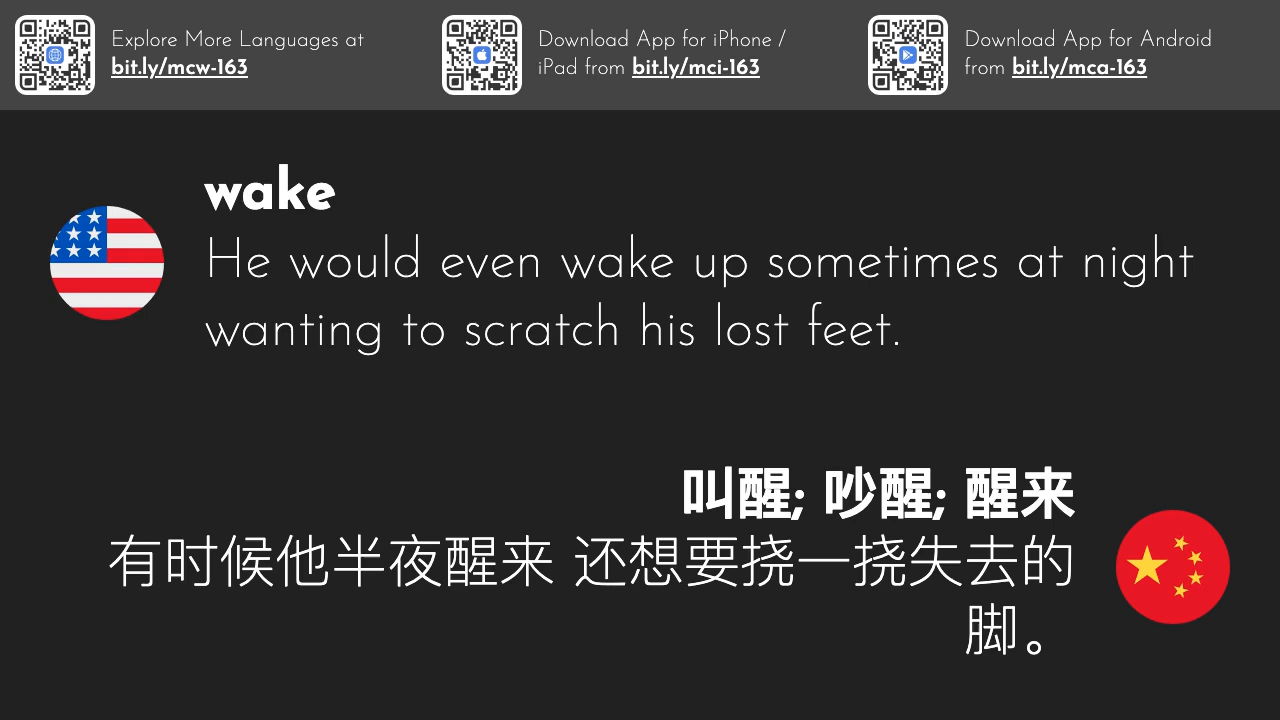 Explore More Languages at
bit.ly/mcw-163
Download App for iPhone /
iPad from bit.ly/mci-163
Download App for Android
from bit.ly/mca-163
wake
He would even wake up sometimes at night
wanting to scratch his lost feet.
叫醒; 吵醒; 醒来
有时候他半夜醒来 还想要挠一挠失去的
脚。